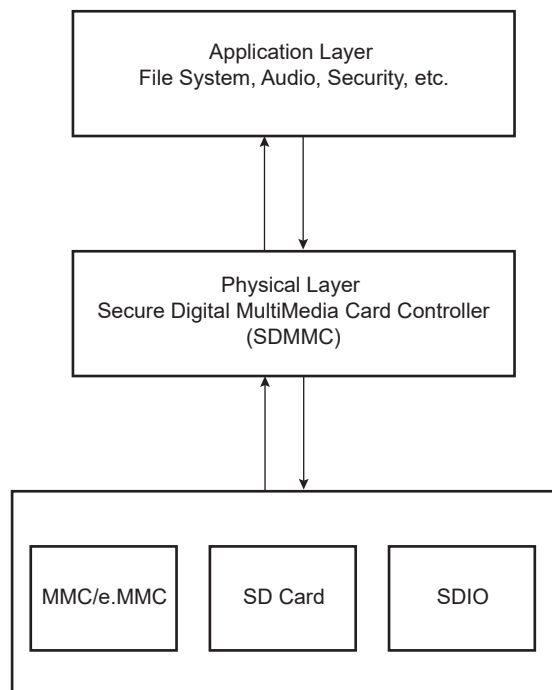 Application Layer
File System, Audio, Security, etc.
Physical Layer
Secure Digital MultiMedia Card Controller
(SDMMC)
MMC/e.MMC
SD Card
SDIO